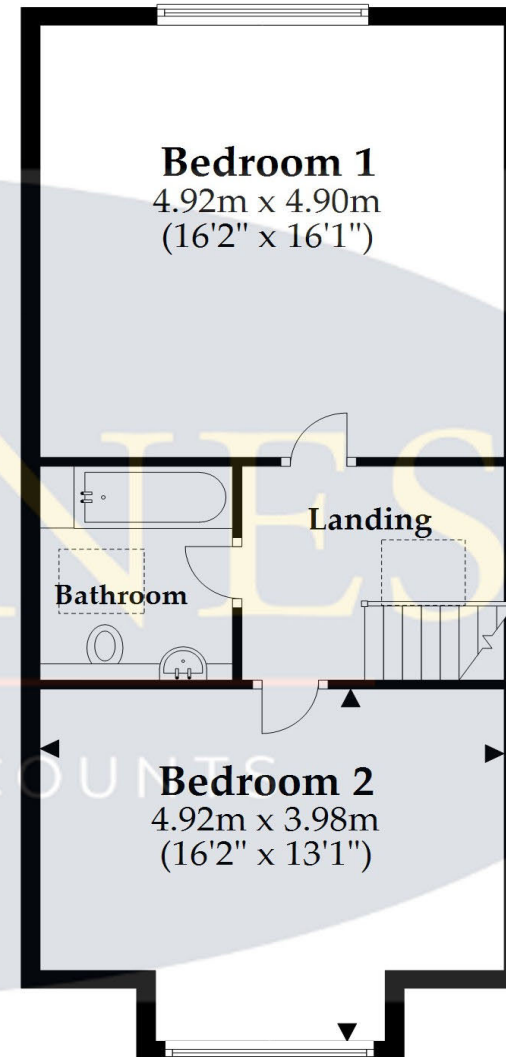 Bedroom 1
4.92m x 4.90m
(16'2" x 16'1")
Landing
Bathroom
Bedroom 2
4.92m x 3.98m
(16'2" x 13'1")